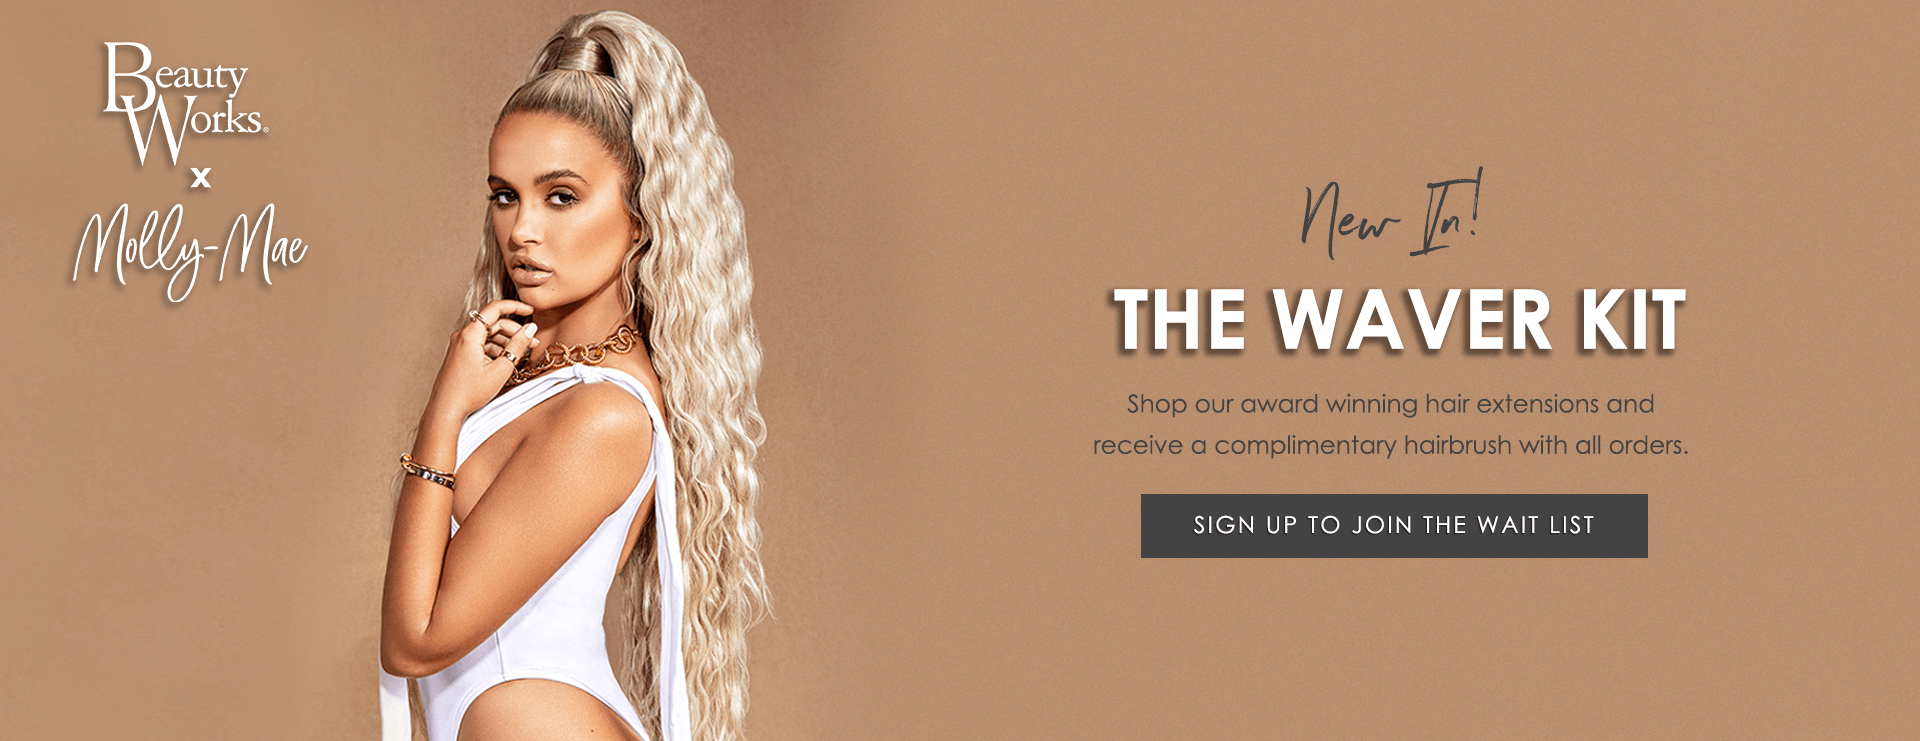 Beauty
Works®
x
Molly-Mae
New In!
THE WAVER KIT
Shop our award winning hair extensions and
receive a complimentary hairbrush with all orders.
SIGN UP TO JOIN THE WAIT LIST